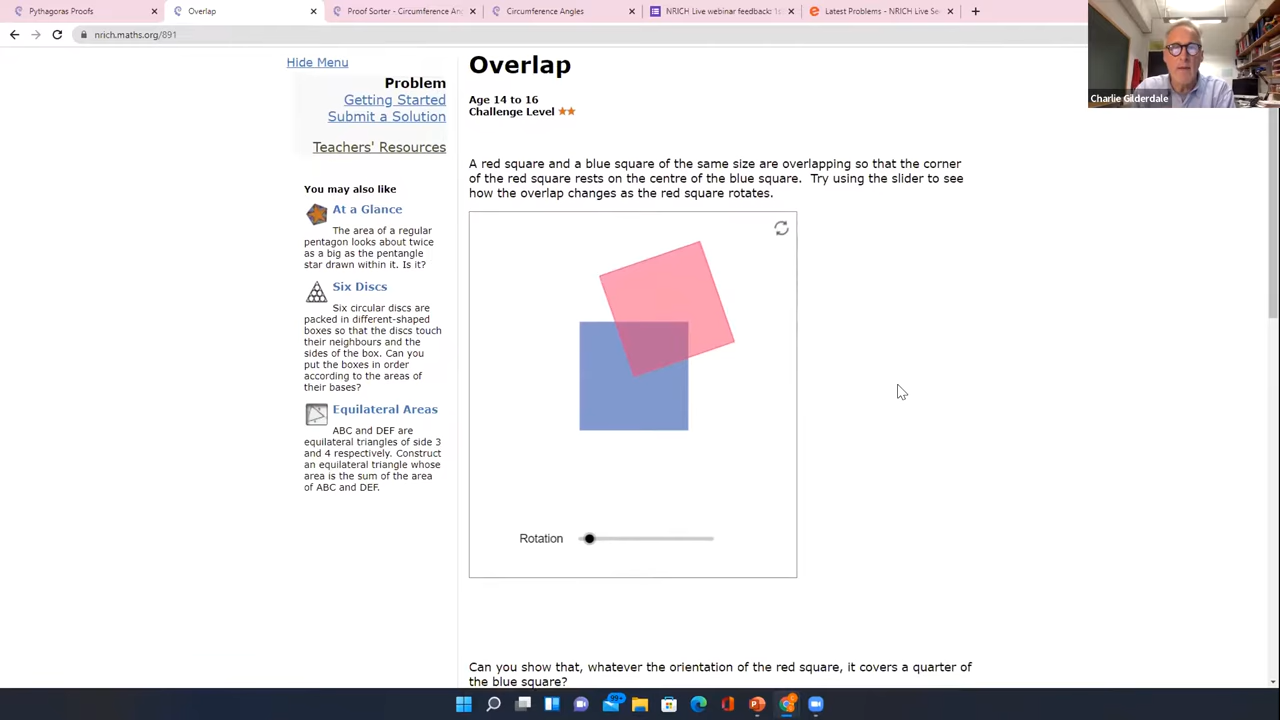 Pythagoras Proofs
Overlap
Proof Sorter - Circumference An
Circumference Angles
NRICH Live webinar feedback: 1
Latest Problems - NRICH Live Se
nrich.maths.org/891
Charlie Gilderdale
Hide Menu
Problem
Getting Started
Submit a Solution
Teachers' Resources
You may also like
At a Glance
The area of a regular
pentagon looks about twice
as a big as the pentangle
star drawn within it. Is it?
Six Discs
Six circular discs are
packed in different-shaped
boxes so that the discs touch
their neighbours and the
sides of the box. Can you
put the boxes in order
according to the areas of
their bases?
Equilateral Areas
ABC and DEF are
equilateral triangles of side 3
and 4 respectively. Construct
an equilateral triangle whose
area is the sum of the area
of ABC and DEF.
Overlap
Age 14 to 16
Challenge Level
A red square and a blue square of the same size are overlapping so that the corner
of the red square rests on the centre of the blue square. Try using the slider to see
how the overlap changes as the red square rotates.
Rotation
Can you show that, whatever the orientation of the red square, it covers a quarter of
the blue square?
99+